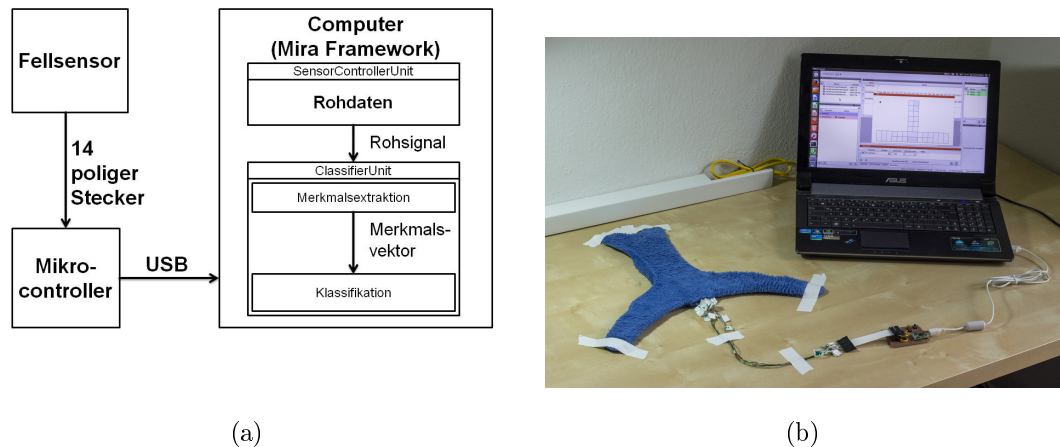 Fellsensor
14
poliger
Stecker
Mikro-
controller
USB
Computer
(Mira Framework)
SensorControllerUnit
Rohdaten
Rohsignal
ClassifierUnit
Merkmalsextraktion
Merkmals-
vektor
Klassifikation
ASUS
(a)
(b)